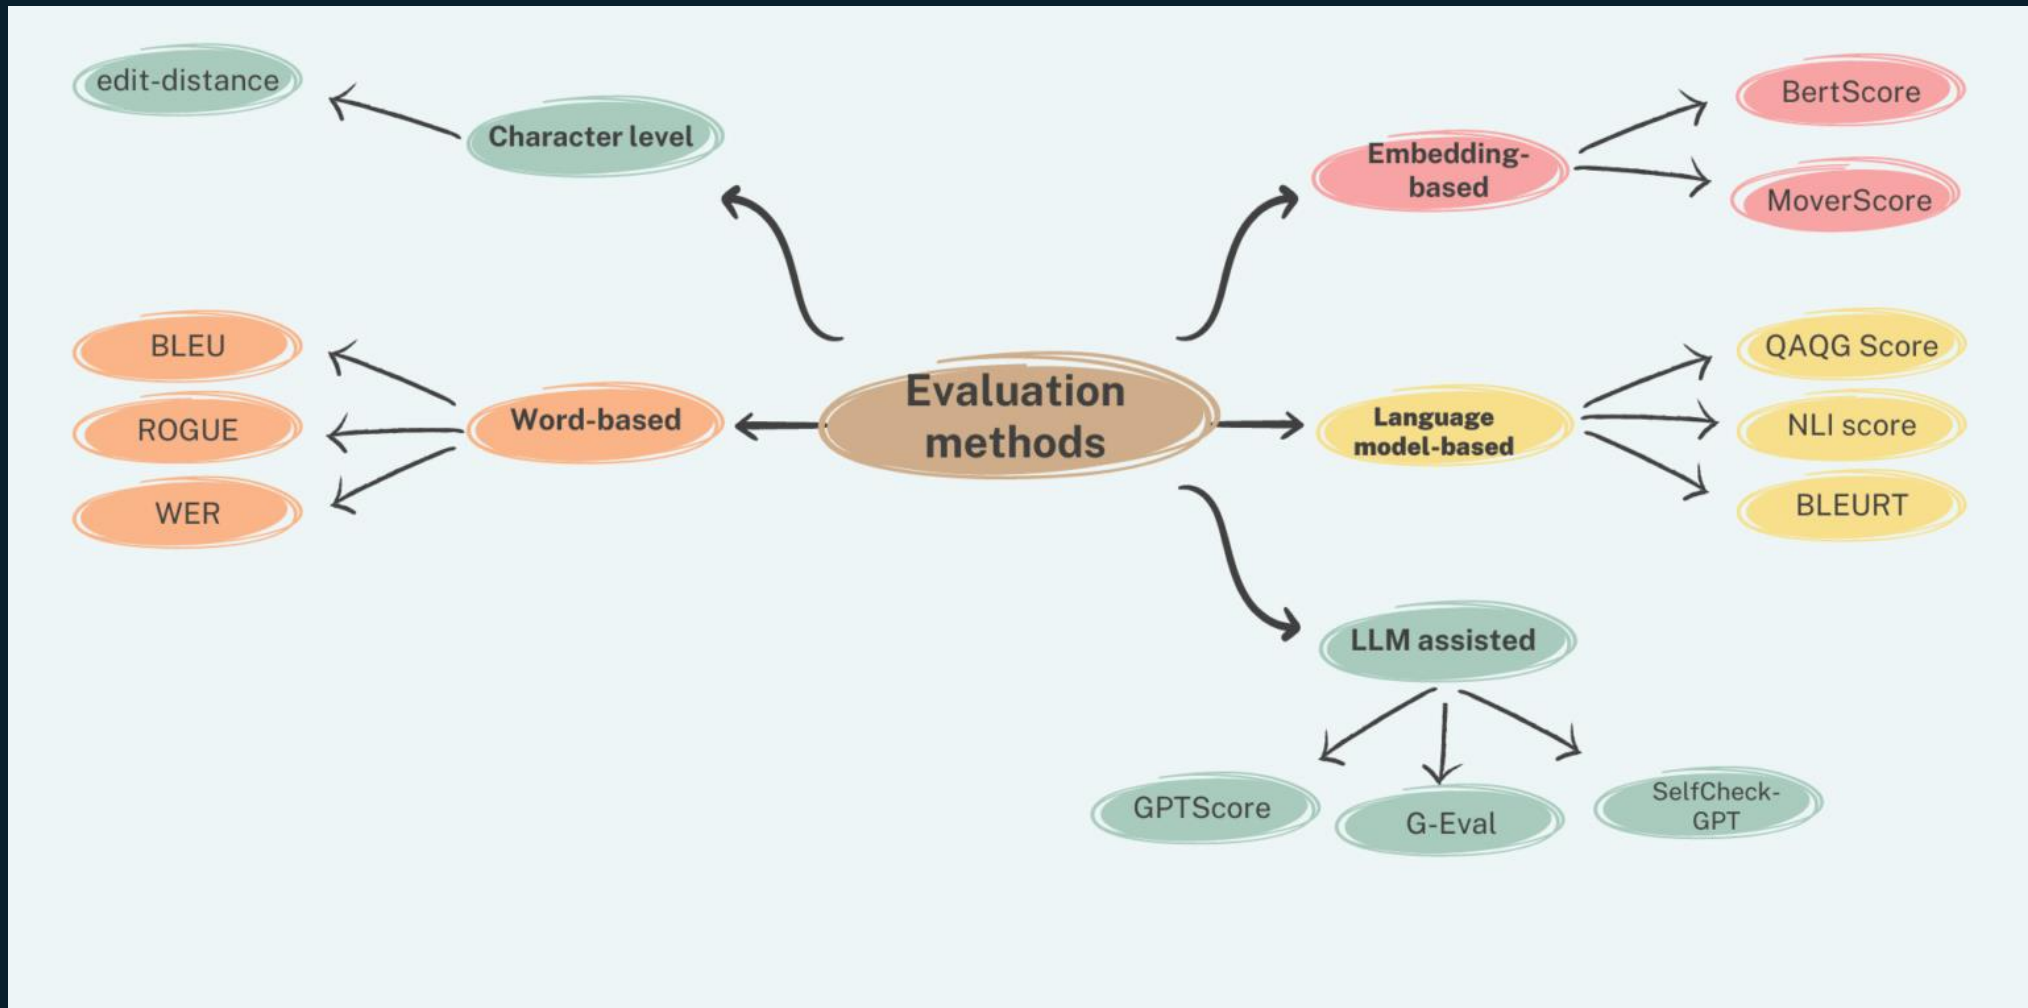 edit-distance
Character level
BertScore
Embedding-
based
MoverScore
BLEU
ROGUE
WER
Word-based
Evaluation
methods
Language
model-based
QAQG Score
NLI score
BLEURT
LLM assisted
GPTScore
G-Eval
SelfCheck-
GPT